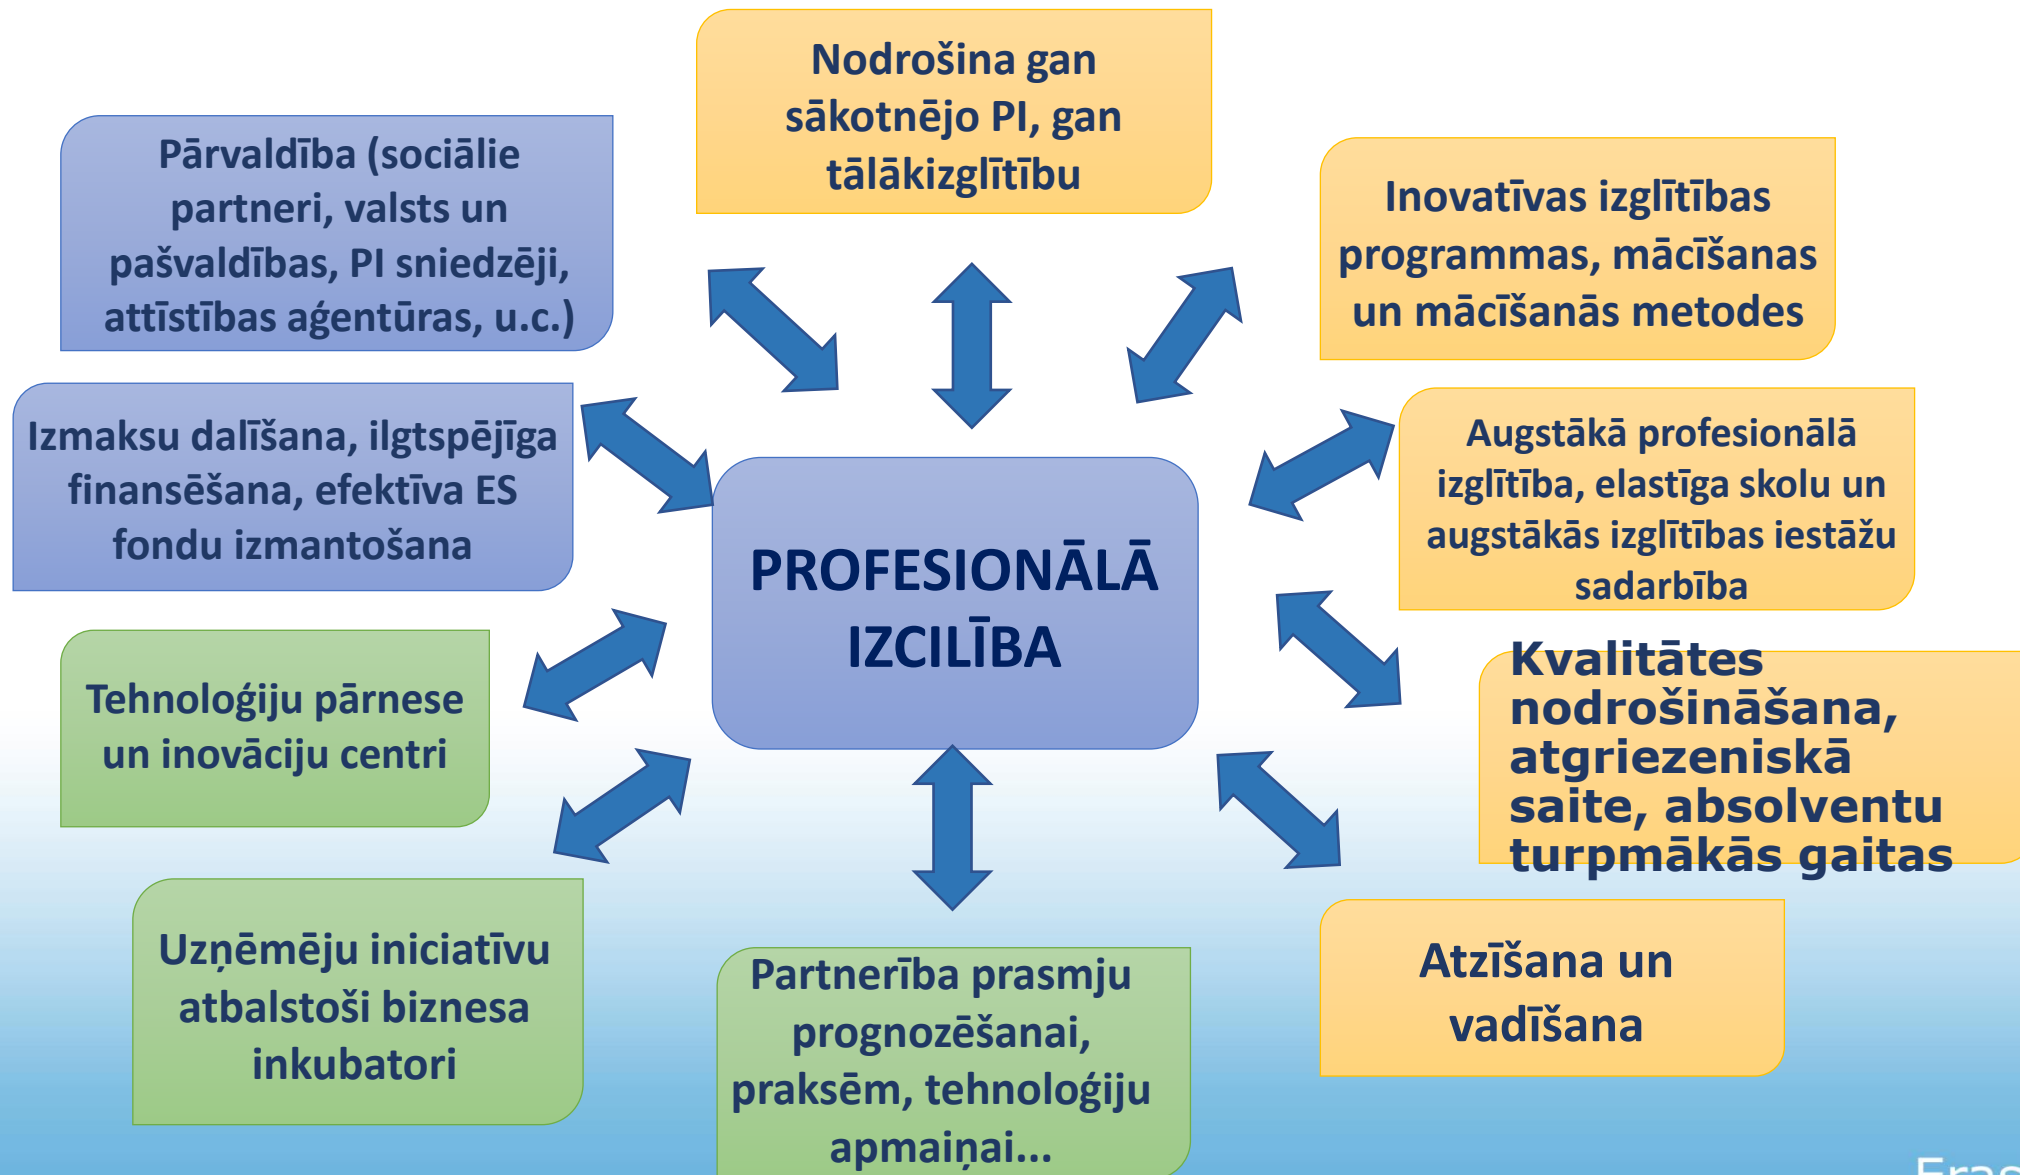 Nodrošina gan
sākotnējo PI, gan
tālākizglītību
Pārvaldība (sociālie
partneri, valsts un
pašvaldības, PI sniedzēji,
attīstības aģentūras, u.c.)
Inovatīvas izglītības
programmas, mācīšanas
un mācīšanās metodes
Izmaksu dalīšana, ilgtspējīga
finansēšana, efektīva ES
fondu izmantošana
Augstākā profesionālā
izglītība, elastīga skolu un
augstākās izglītības iestāžu
sadarbība
PROFESIONĀLĀ
IZCILĪBA
Tehnoloģiju pārnese
un inovāciju centri
Kvalitātes
nodrošināšana,
atgriezeniskā
saite, absolventu
turpmākās gaitas
Uzņēmēju iniciatīvu
atbalstoši biznesa
inkubatori
Partnerība prasmju
prognozēšanai,
praksēm, tehnoloģiju
apmaiņai...
Atzīšana un
vadīšana